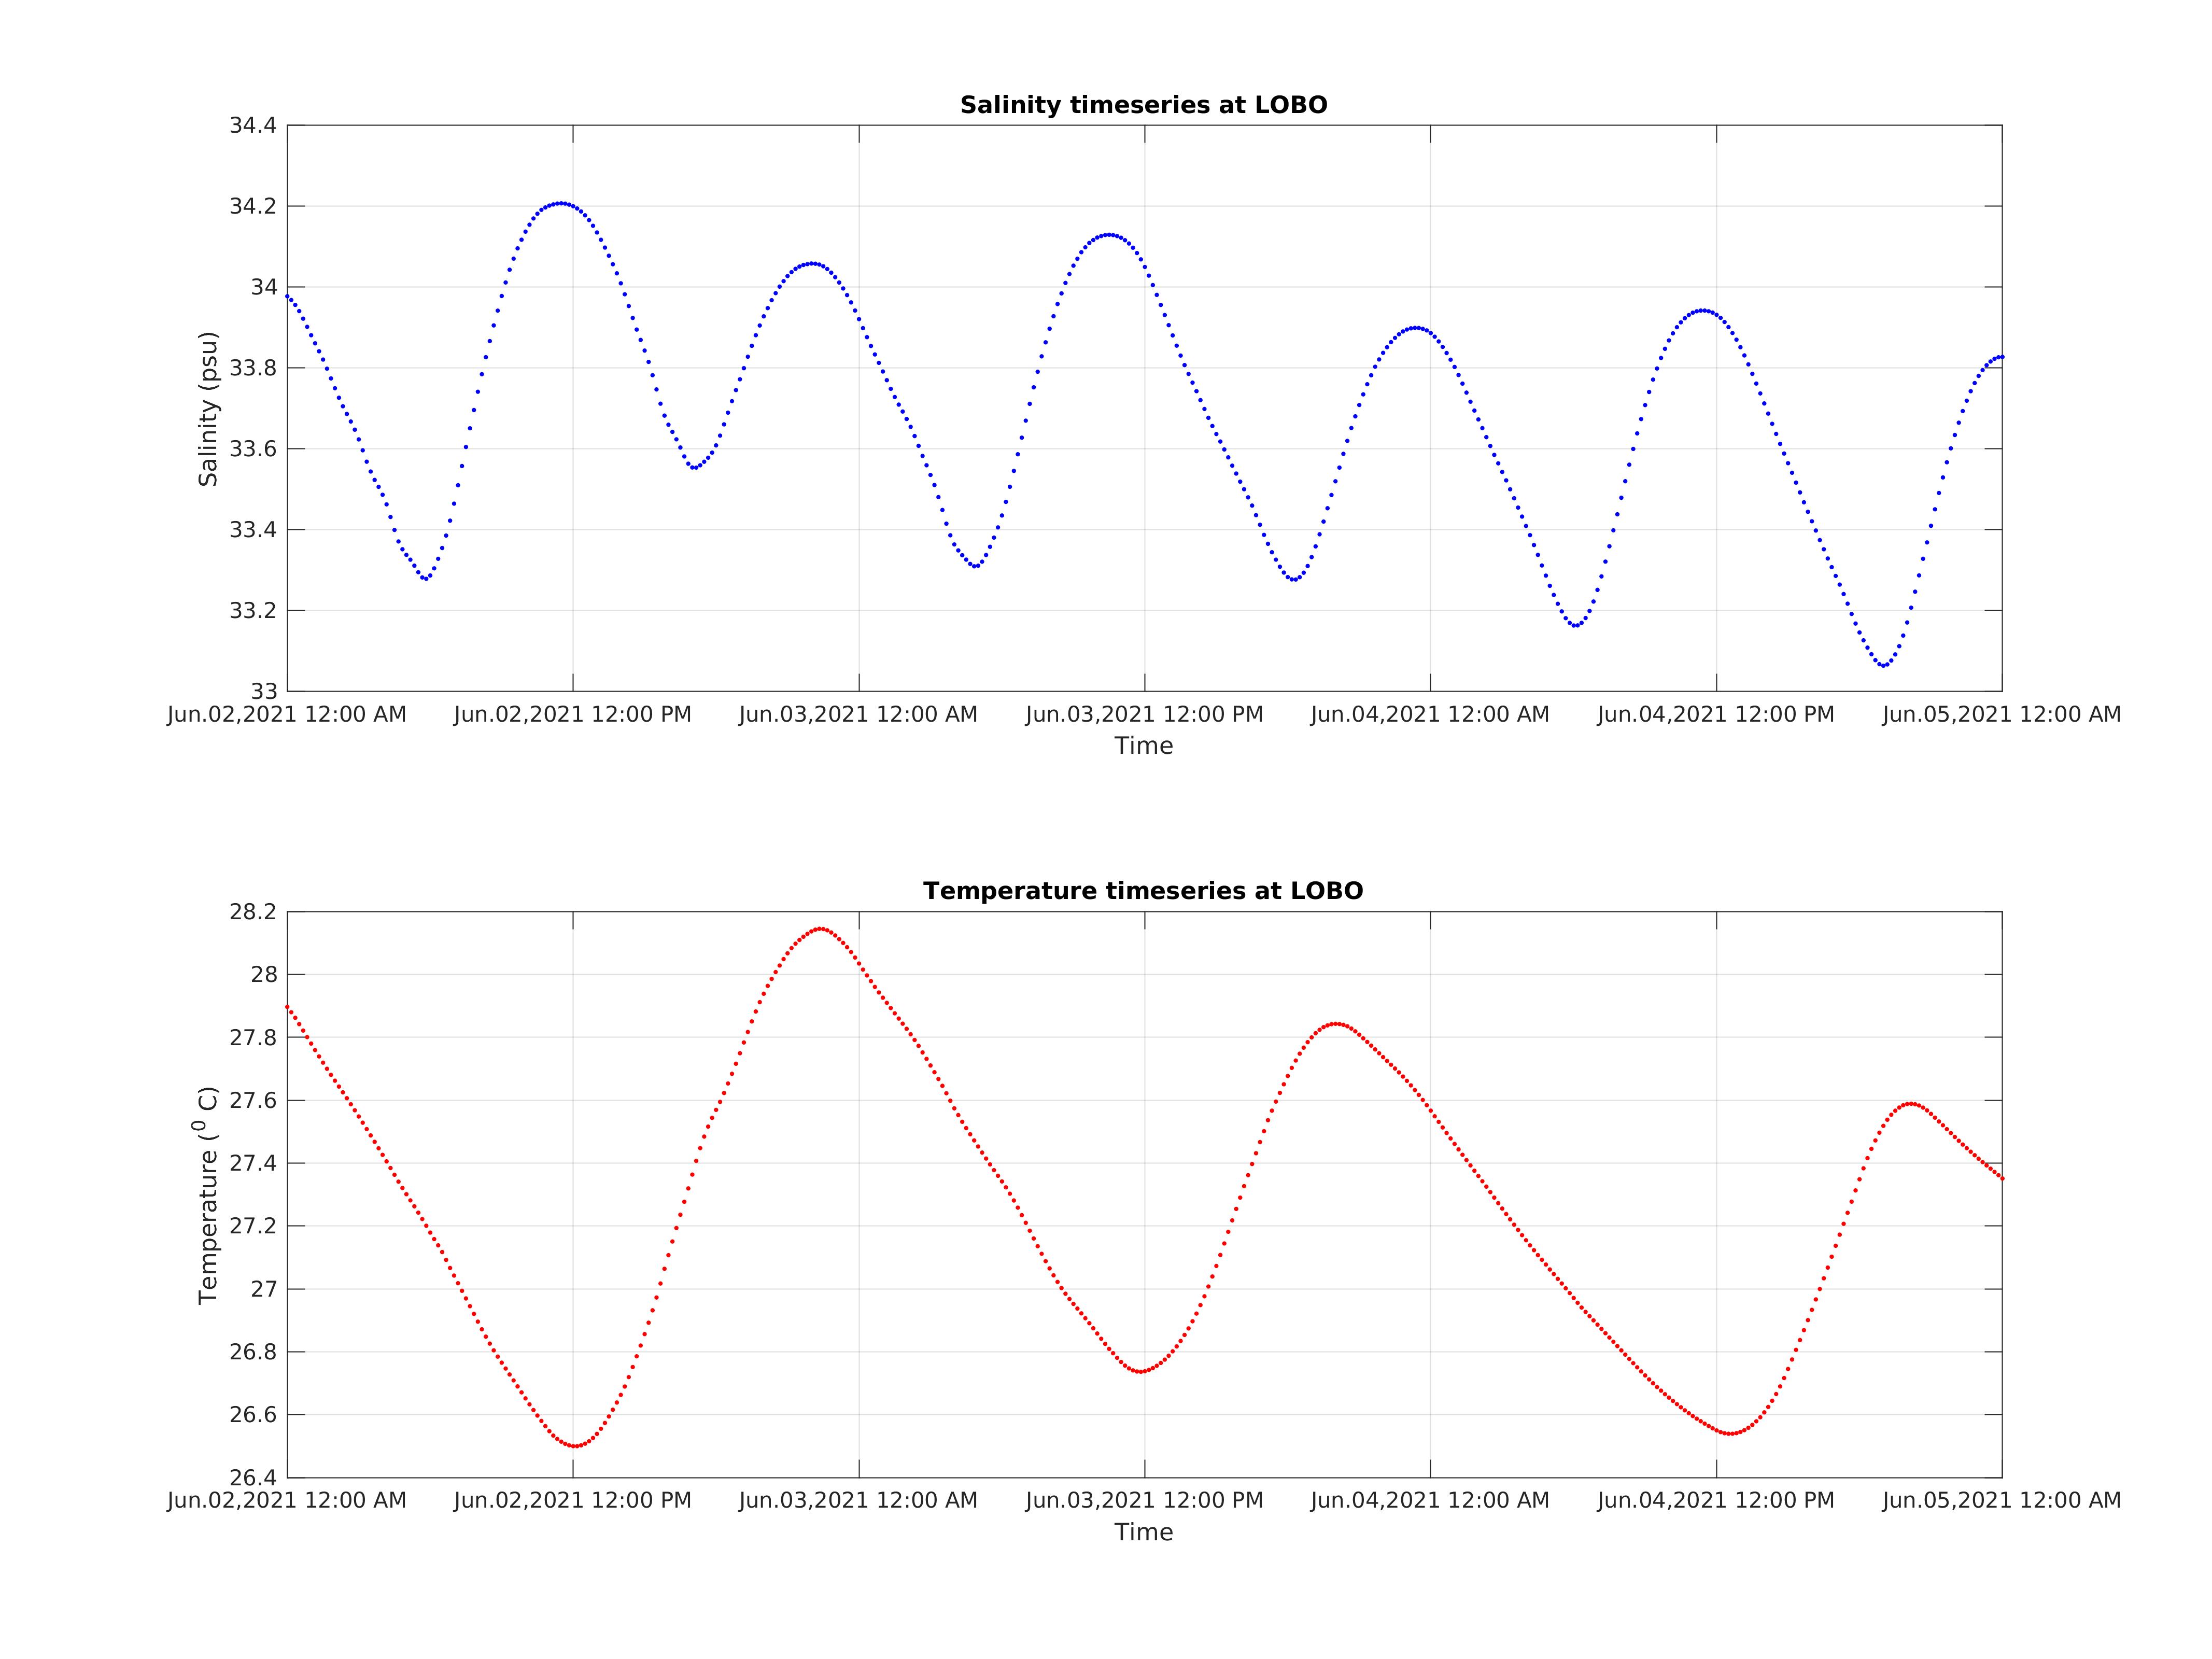 Salinity timeseries at LOBO
34.4
34.2
34
33.8
33.6
33.4
33.2
33
Salinity (psu)
Jun.02,2021 12:00 AM Jun.02,2021 12:00 PM Jun.03,2021 12:00 AM Jun.03,2021 12:00 PM Jun.04,2021 12:00 AM Jun.04,2021 12:00 PM Jun.05,2021 12:00 AM
Time
Temperature timeseries at LOBO
28.2
28
27.8
27.6
27.4
27.2
27
26.8
26.6
26.4
Temperature (⁰ C)
Jun.02,2021 12:00 AM Jun.02,2021 12:00 PM Jun.03,2021 12:00 AM Jun.03,2021 12:00 PM Jun.04,2021 12:00 AM Jun.04,2021 12:00 PM Jun.05,2021 12:00 AM
Time